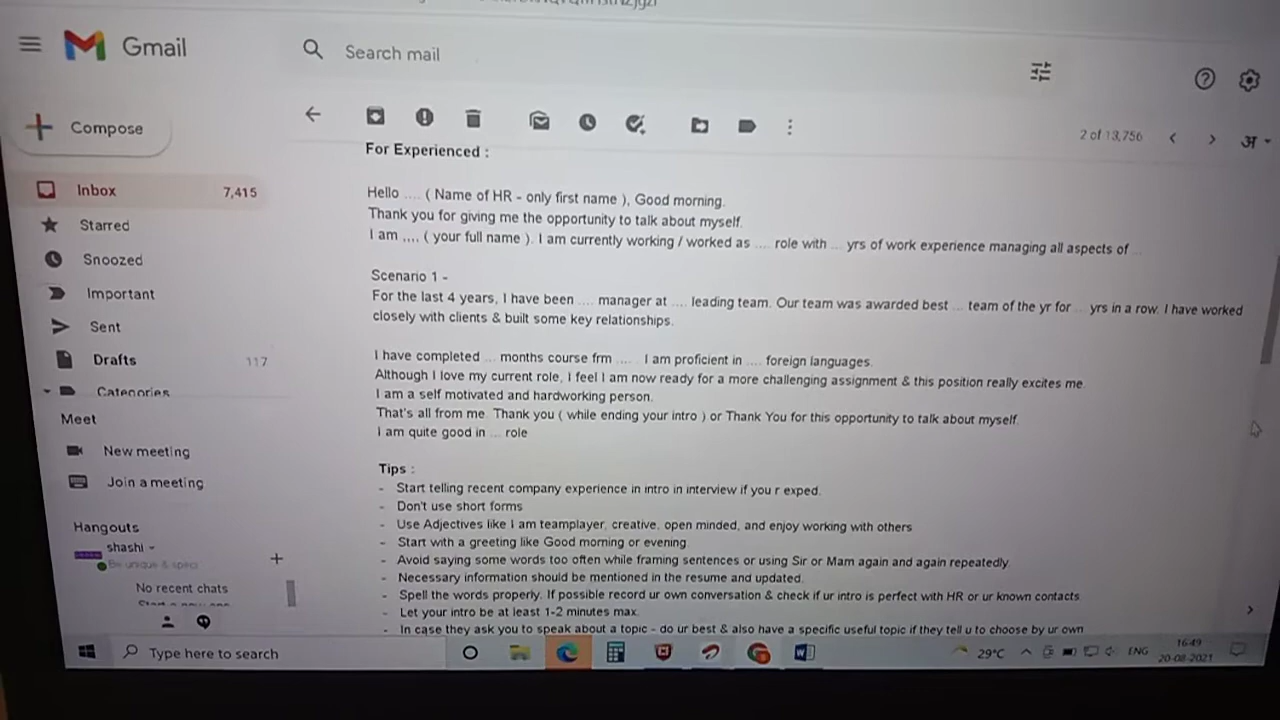 Gmail
Search mail
Compose
2 of 13,756
अ
Inbox 7,415
Starred
Snoozed
Important
Sent
Drafts 117
Categories
Meet
New meeting
Join a meeting
Hangouts
shashi
Be unique & speci
No recent chats
For Experienced :
Hello .... ( Name of HR - only first name ), Good morning.
Thank you for giving me the opportunity to talk about myself.
I am ,,,, ( your full name ). I am currently working / worked as .... role with ... yrs of work experience managing all aspects of ...
Scenario 1 -
For the last 4 years, I have been .... manager at .... leading team. Our team was awarded best ... team of the yr for ... yrs in a row. I have worked
closely with clients & built some key relationships.
I have completed ... months course frm .... I am proficient in .... foreign languages.
Although I love my current role, I feel I am now ready for a more challenging assignment & this position really excites me.
I am a self motivated and hardworking person.
That's all from me. Thank you ( while ending your intro ) or Thank You for this opportunity to talk about myself.
I am quite good in ... role
Tips :
- Start telling recent company experience in intro in interview if you r exped.
- Don't use short forms
- Use Adjectives like I am teamplayer, creative, open minded, and enjoy working with others
- Start with a greeting like Good morning or evening.
- Avoid saying some words too often while framing sentences or using Sir or Mam again and again repeatedly.
- Necessary information should be mentioned in the resume and updated.
- Spell the words properly. If possible record ur own conversation & check if ur intro is perfect with HR or ur known contacts
- Let your intro be at least 1-2 minutes max.
- In case they ask you to speak about a topic - do ur best & also have a specific useful topic if they tell u to choose by ur own
Type here to search
29°C
ENG
16:49
20-08-2021